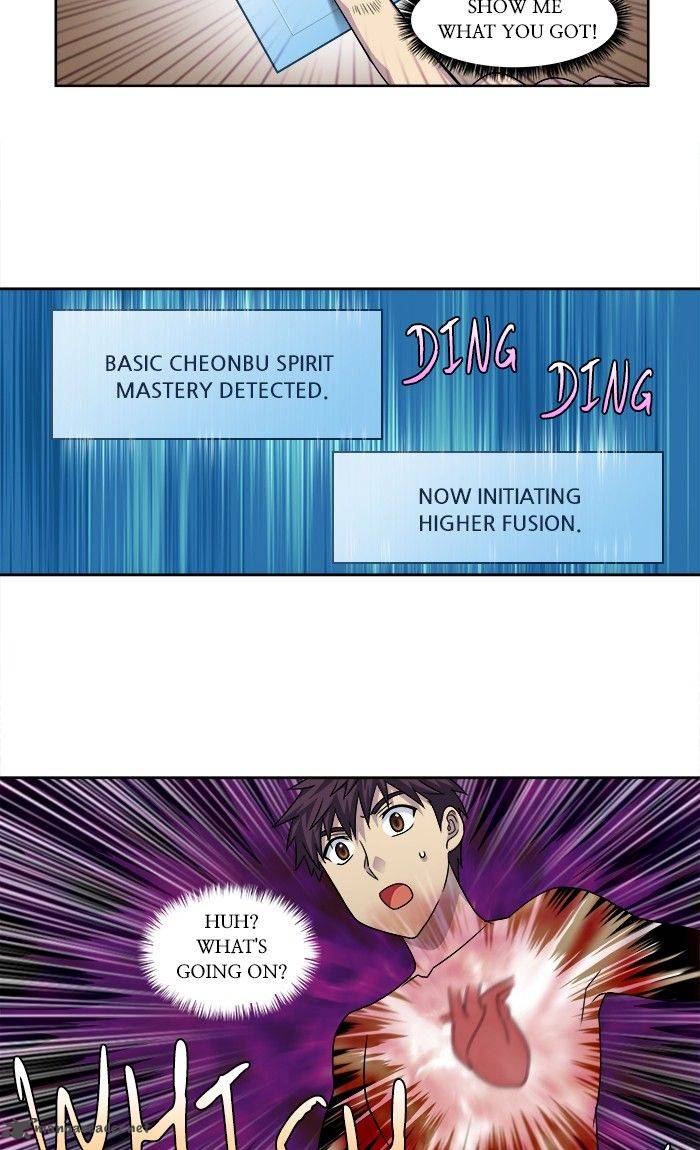 SHOW ME
WHAT YOU GOT!
BASIC CHEONBU SPIRIT
MASTERY DETECTED.
DING
DING
NOW INITIATING
HIGHER FUSION.
HUH?
WHAT'S
GOING ON?